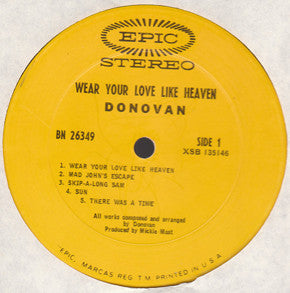 EPIC
STEREO
WEAR YOUR LOVE LIKE HEAVEN
DONOVAN
BN 26349
SIDE 1
XSB 135146
1. WEAR YOUR LOVE LIKE HEAVEN
2. MAD JOHN'S ESCAPE
3. SKIP-A-LONG SAM
4. SUN
5. THERE WAS A TIME
All works composed and arranged
by Donovan
Produced by Mickie Most
"EPIC, MARCAS REG. T.M. PRINTED IN U.S.A.